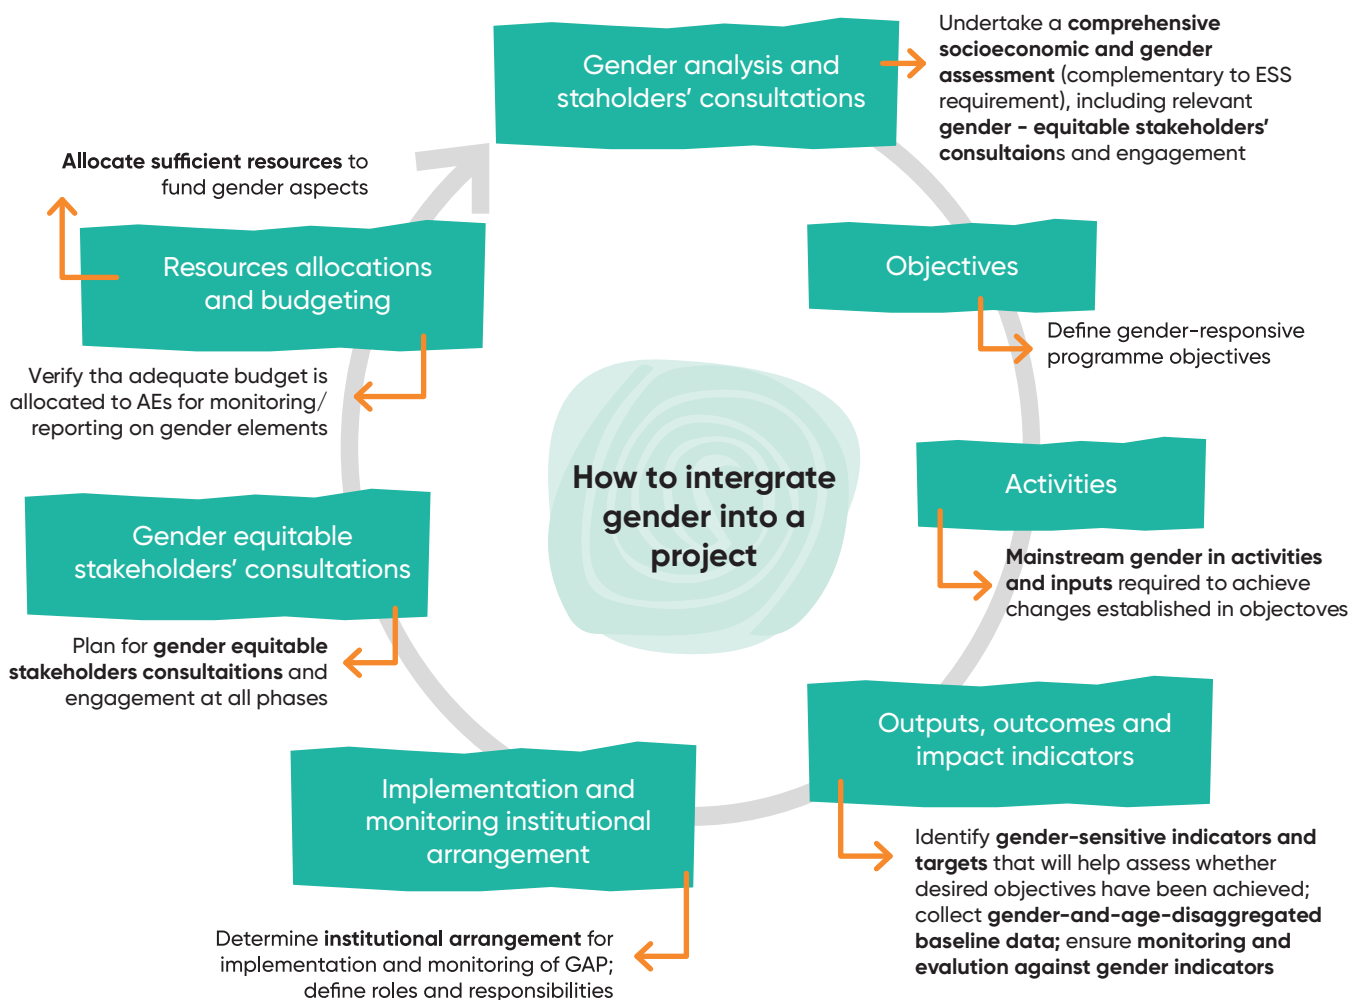 Gender analysis and
staholders' consultations
Undertake a comprehensive
socioeconomic and gender
assessment (complementary to ESS
requirement), including relevant
gender - equitable stakeholders'
consultaions and engagement
Objectives
Define gender-responsive
programme objectives
Activities
Mainstream gender in activities
and inputs required to achieve
changes established in objectoves
Outputs, outcomes and
impact indicators
Identify gender-sensitive indicators and
targets that will help assess whether
desired objectives have been achieved;
collect gender-and-age-disaggregated
baseline data; ensure monitoring and
evalution against gender indicators
Implementation and
monitoring institutional
arrangement
Determine institutional arrangement for
implementation and monitoring of GAP;
define roles and responsibilities
Gender equitable
stakeholders' consultations
Plan for gender equitable
stakeholders consultaitions and
engagement at all phases
Resources allocations
and budgeting
Allocate sufficient resources to
fund gender aspects
Verify tha adequate budget is
allocated to AEs for monitoring/
reporting on gender elements
How to intergrate
gender into a
project